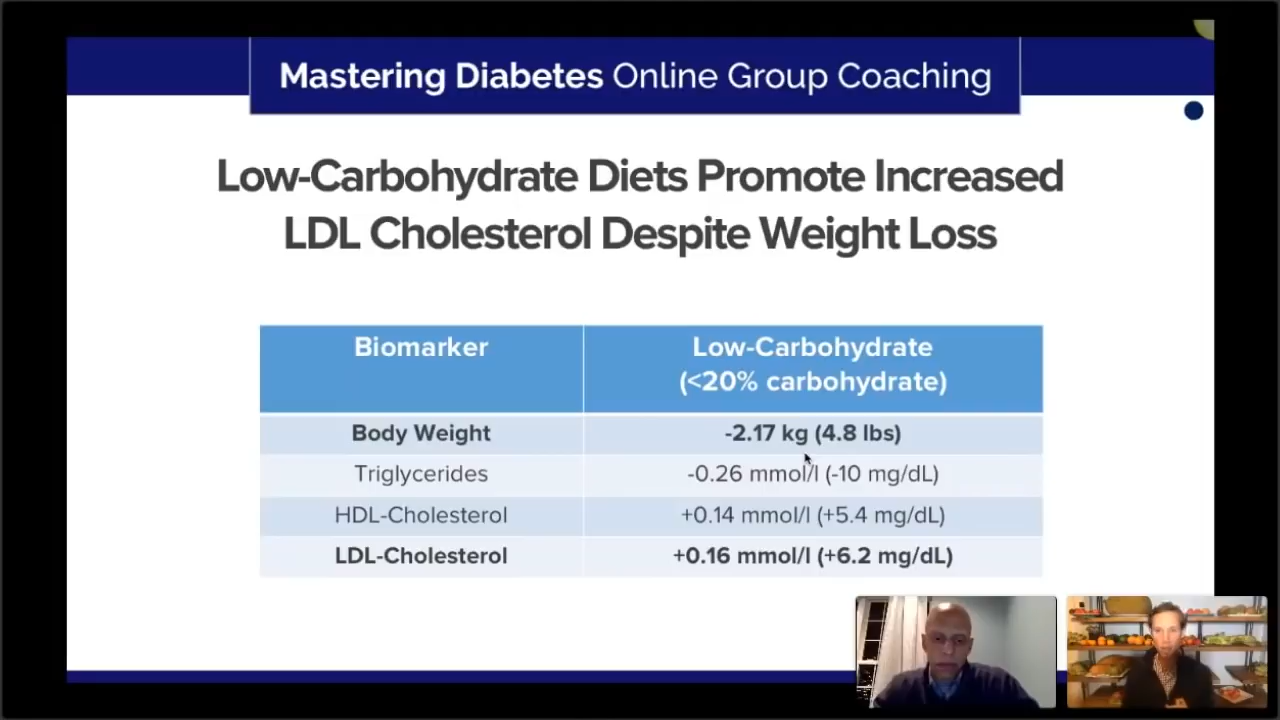 Mastering Diabetes Online Group Coaching
Low-Carbohydrate Diets Promote Increased
LDL Cholesterol Despite Weight Loss
Biomarker
Low-Carbohydrate
(<20% carbohydrate)
Body Weight
-2.17 kg (4.8 lbs)
Triglycerides
-0.26 mmol/l (-10 mg/dL)
HDL-Cholesterol
+0.14 mmol/l (+5.4 mg/dL)
LDL-Cholesterol
+0.16 mmol/l (+6.2 mg/dL)